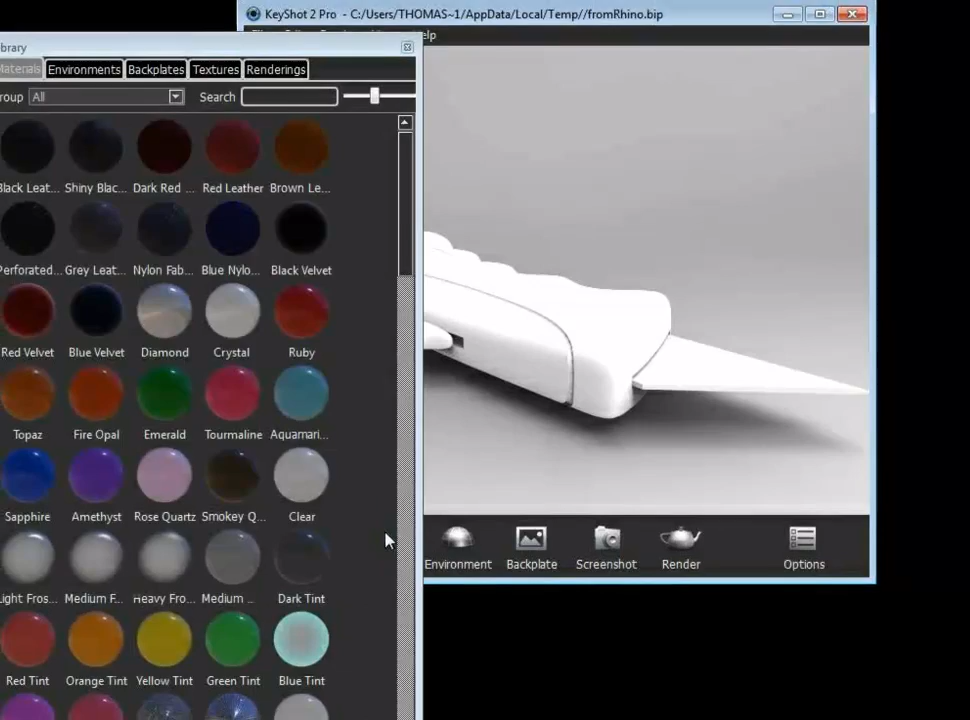 KeyShot 2 Pro - C:/Users/THOMAS~1/AppData/Local/Temp//fromRhino.bip
elp
brary
Materials Environments Backplates Textures Renderings
roup All Search
Black Leat... Shiny Blac... Dark Red ... Red Leather Brown Le...
Perforated... Grey Leat... Nylon Fab... Blue Nylo... Black Velvet
Red Velvet Blue Velvet Diamond Crystal Ruby
Topaz Fire Opal Emerald Tourmaline Aquamari...
Sapphire Amethyst Rose Quartz Smokey Q... Clear
Light Fros... Medium F... Heavy Fro... Medium ... Dark Tint
Red Tint Orange Tint Yellow Tint Green Tint Blue Tint
Environment Backplate Screenshot Render Options